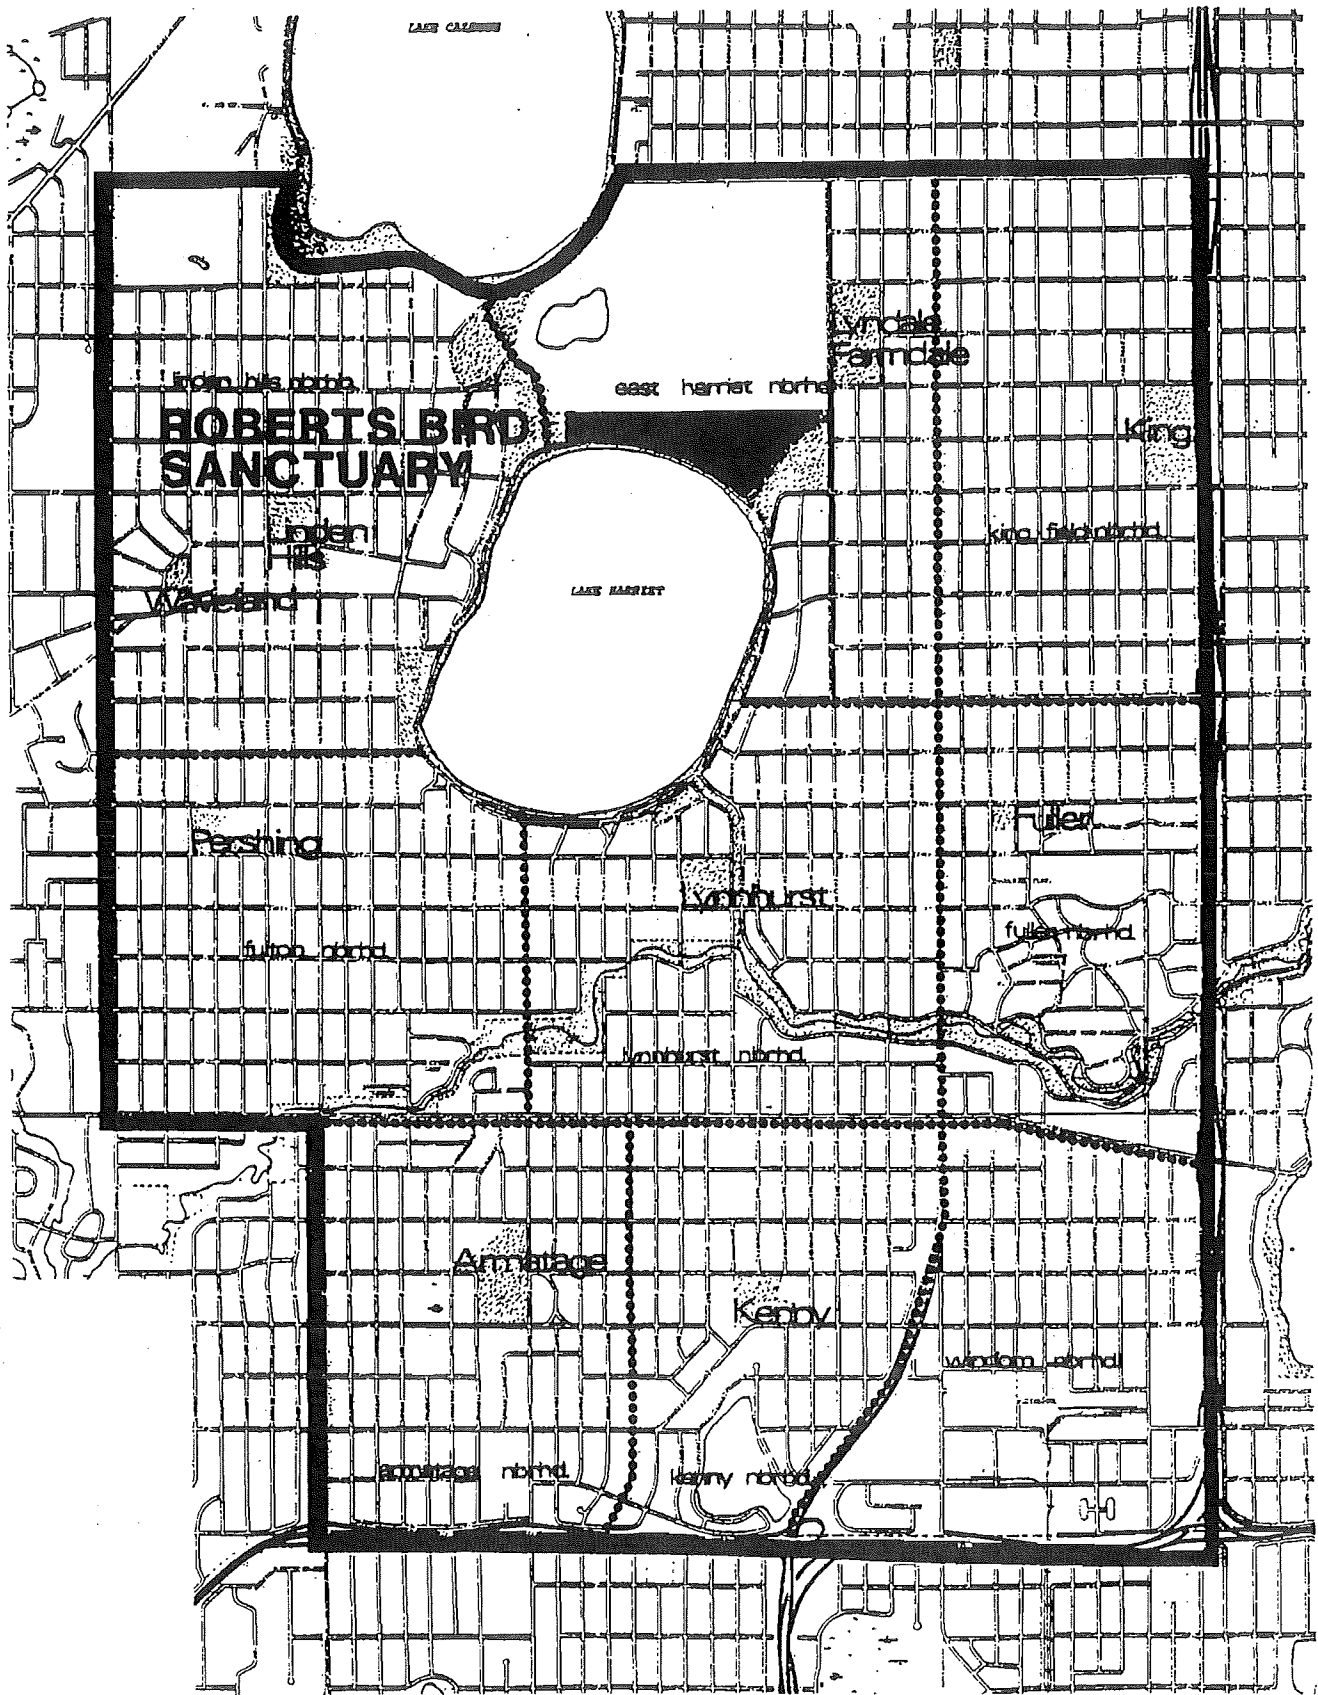 LAKE CALHOUN
Lyndale
Farmdale
linden hills nbrhd.
east harriet nbrhd
ROBERTS BIRD
SANCTUARY
King
Linden
Hills
king field nbrhd.
LAKE HARRIET
Waveland
Pershing
Fuller
Lynnhurst
fulton nbrhd.
fuller nbrhd.
lynnhurst nbrhd.
Armatage
Kenny
windom nbrhd.
armatage nbrhd.
kenny nbrhd.